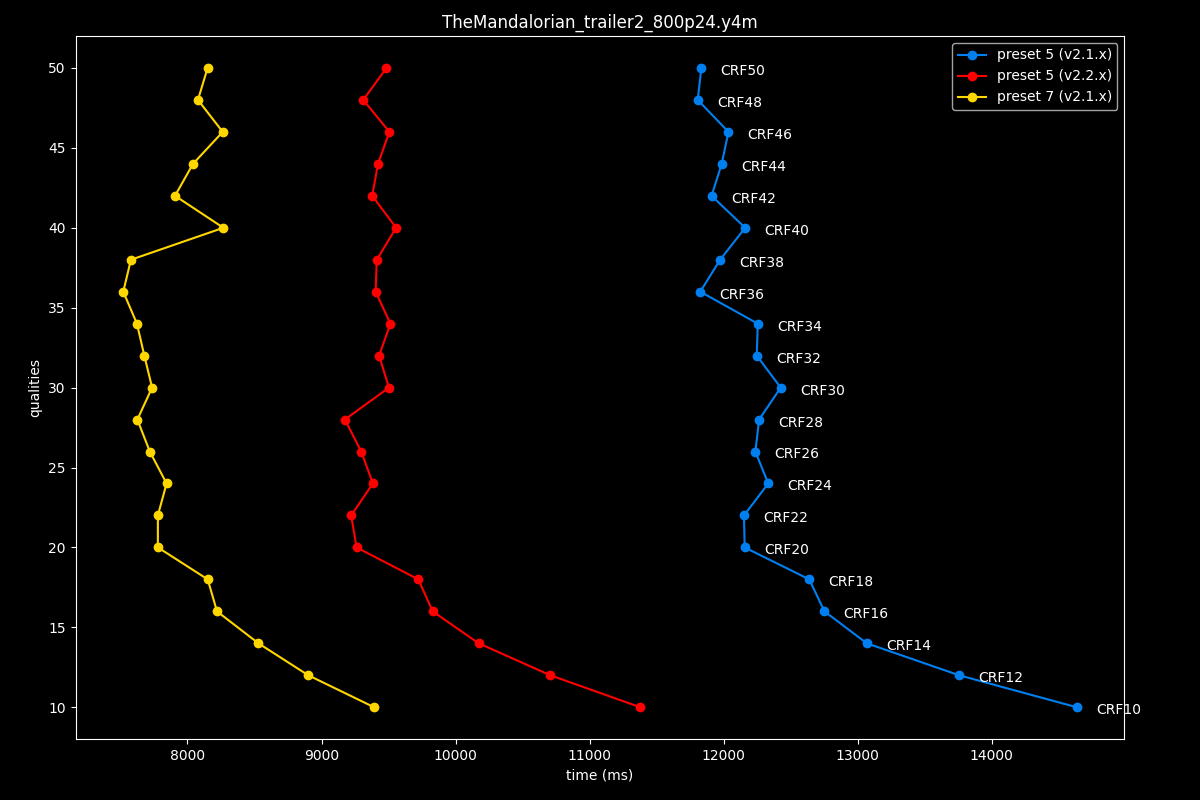 TheMandalorian_trailer2_800p24.y4m
preset 5 (v2.1.x)
preset 5 (v2.2.x)
preset 7 (v2.1.x)
50
45
40
35
30
25
20
15
10
qualities
CRF50
CRF48
CRF46
CRF44
CRF42
CRF40
CRF38
CRF36
CRF34
CRF32
CRF30
CRF28
CRF26
CRF24
CRF22
CRF20
CRF18
CRF16
CRF14
CRF12
CRF10
8000 9000 10000 11000 12000 13000 14000
time (ms)